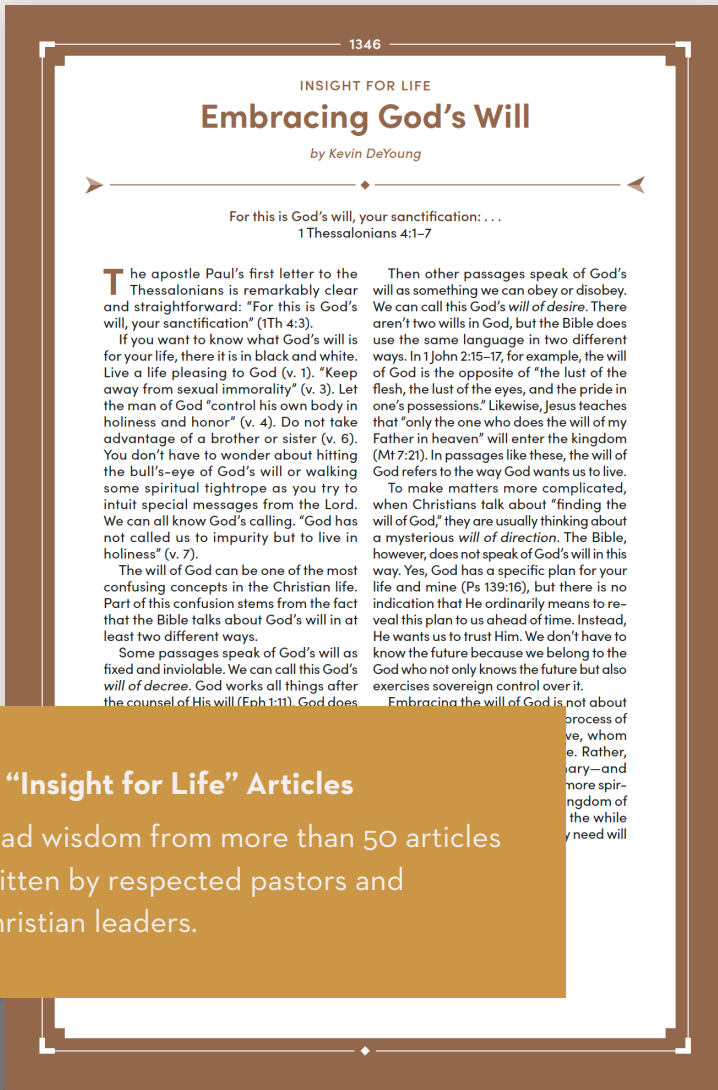 1346
INSIGHT FOR LIFE
Embracing God's Will
by Kevin DeYoung
For this is God's will, your sanctification: . . .
1 Thessalonians 4:1–7
The apostle Paul's first letter to the
Thessalonians is remarkably clear
and straightforward: "For this is God's
will, your sanctification" (1Th 4:3).
If you want to know what God's will is
for your life, there it is in black and white.
Live a life pleasing to God (v. 1). "Keep
away from sexual immorality" (v. 3). Let
the man of God "control his own body in
holiness and honor" (v. 4). Do not take
advantage of a brother or sister (v. 6).
You don't have to wonder about hitting
the bull's-eye of God's will or walking
some spiritual tightrope as you try to
intuit special messages from the Lord.
We can all know God's calling. "God has
not called us to impurity but to live in
holiness" (v. 7).
The will of God can be one of the most
confusing concepts in the Christian life.
Part of this confusion stems from the fact
that the Bible talks about God's will in at
least two different ways.
Some passages speak of God's will as
fixed and inviolable. We can call this God's
will of decree. God works all things after
the counsel of His will (Eph 1:11). God does
Then other passages speak of God's
will as something we can obey or disobey.
We can call this God's will of desire. There
aren't two wills in God, but the Bible does
use the same language in two different
ways. In 1 John 2:15–17, for example, the will
of God is the opposite of "the lust of the
flesh, the lust of the eyes, and the pride in
one's possessions." Likewise, Jesus teaches
that "only the one who does the will of my
Father in heaven" will enter the kingdom
(Mt 7:21). In passages like these, the will of
God refers to the way God wants us to live.
To make matters more complicated,
when Christians talk about "finding the
will of God," they are usually thinking about
a mysterious will of direction. The Bible,
however, does not speak of God's will in this
way. Yes, God has a specific plan for your
life and mine (Ps 139:16), but there is no
indication that He ordinarily means to re-
veal this plan to us ahead of time. Instead,
He wants us to trust Him. We don't have to
know the future because we belong to the
God who not only knows the future but also
exercises sovereign control over it.
Embracing the will of God is not about
process of
ve, whom
e. Rather,
nary—and
more spir-
ngdom of
the while
y need will
"Insight for Life" Articles
ad wisdom from more than 50 articles
itten by respected pastors and
hristian leaders.